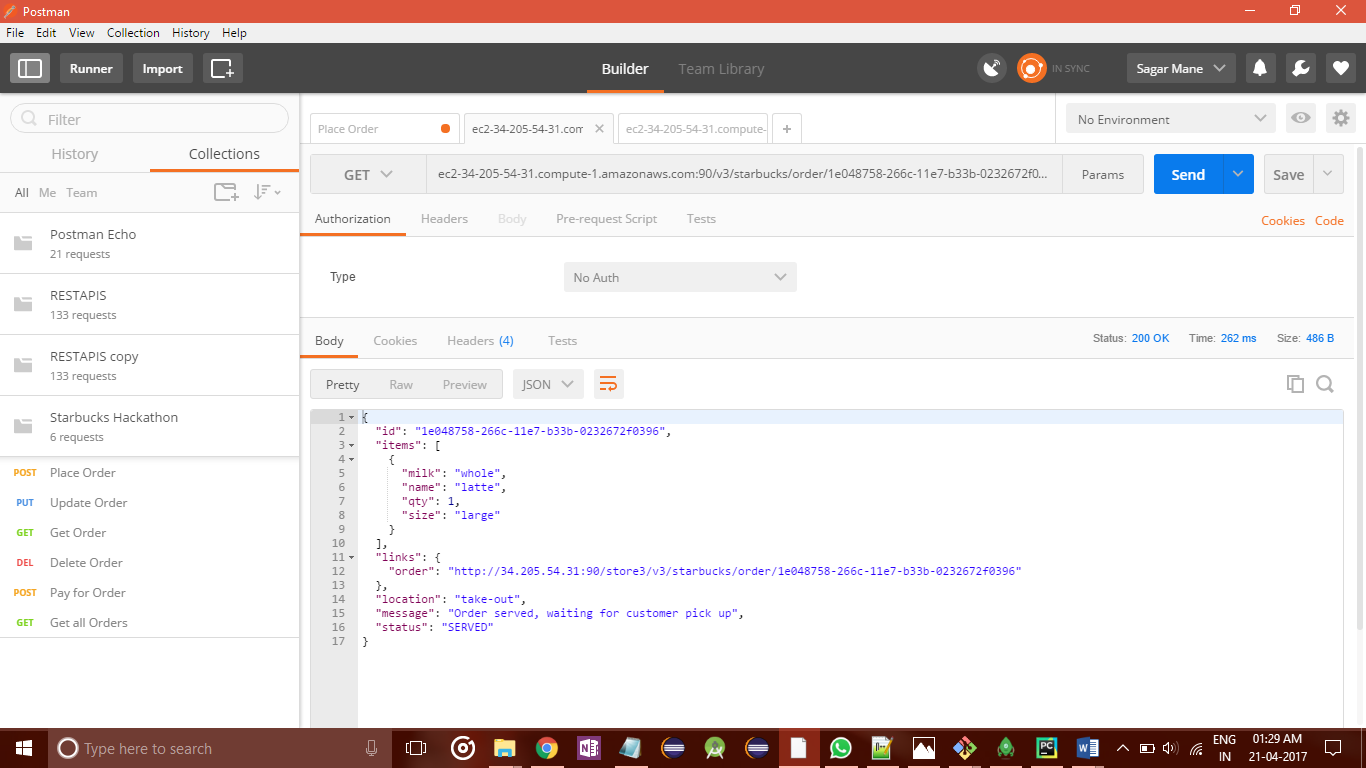 Postman
File Edit View Collection History Help
Runner Import Builder Team Library IN SYNC Sagar Mane
Filter
History Collections
All Me Team
Postman Echo
21 requests
RESTAPIS
133 requests
RESTAPIS copy
133 requests
Starbucks Hackathon
6 requests
POST Place Order
PUT Update Order
GET Get Order
DEL Delete Order
POST Pay for Order
GET Get all Orders
Place Order ec2-34-205-54-31.com ec2-34-205-54-31.compute- + No Environment
GET ec2-34-205-54-31.compute-1.amazonaws.com:90/v3/starbucks/order/1e048758-266c-11e7-b33b-0232672f0... Params Send Save
Authorization Headers Body Pre-request Script Tests Cookies Code
Type No Auth
Body Cookies Headers (4) Tests Status: 200 OK Time: 262 ms Size: 486 B
Pretty Raw Preview JSON
1 {
2 "id": "1e048758-266c-11e7-b33b-0232672f0396",
3 "items": [
4 {
5 "milk": "whole",
6 "name": "latte",
7 "qty": 1,
8 "size": "large"
9 }
10 ],
11 "links": {
12 "order": "http://34.205.54.31:90/store3/v3/starbucks/order/1e048758-266c-11e7-b33b-0232672f0396"
13 },
14 "location": "take-out",
15 "message": "Order served, waiting for customer pick up",
16 "status": "SERVED"
17 }
Type here to search
N
PC
W
ENG
IN
01:29 AM
21-04-2017